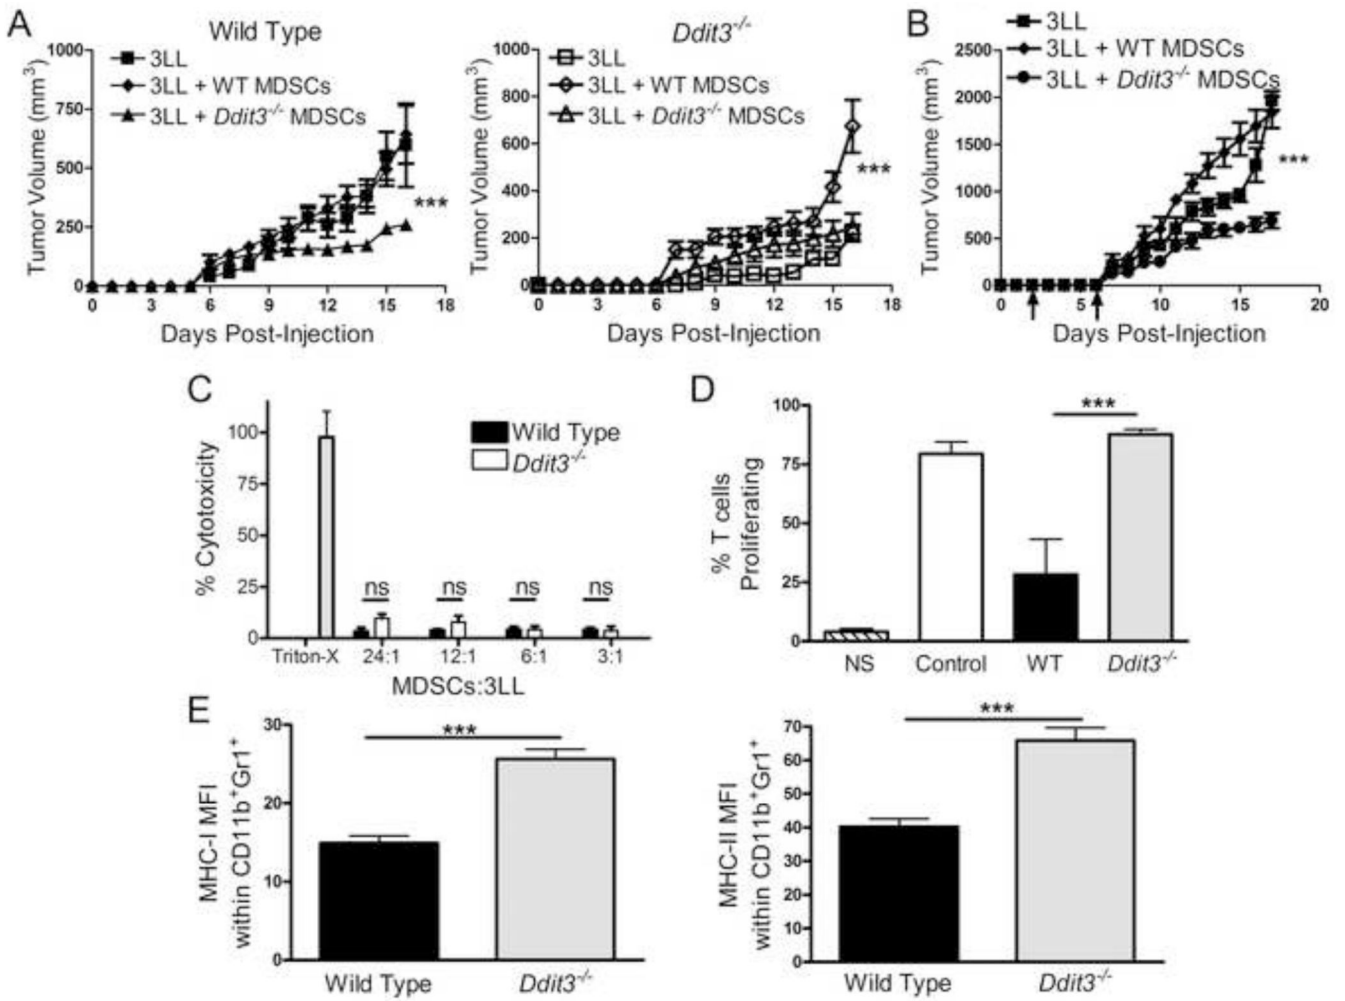 A
Wild Type
Tumor Volume (mm³)
1000
750
500
250
0
3LL
3LL + WT MDSCs
3LL + Ddit3-/- MDSCs
***
0 3 6 9 12 15 18
Days Post-Injection
Ddit3-/-
Tumor Volume (mm³)
1000
800
600
400
200
0
3LL
3LL + WT MDSCs
3LL + Ddit3-/- MDSCs
***
0 3 6 9 12 15 18
Days Post-Injection
B
3LL
3LL + WT MDSCs
3LL + Ddit3-/- MDSCs
Tumor Volume (mm³)
2500
2000
1500
1000
500
0
***
0 5 10 15 20
Days Post-Injection
C
% Cytotoxicity
100
75
50
25
0
Wild Type
Ddit3-/-
ns ns ns ns
Triton-X 24:1 12:1 6:1 3:1
MDSCs:3LL
D
% T cells
Proliferating
100
75
50
25
0
***
NS Control WT Ddit3-/-
E
MHC-I MFI
within CD11b+Gr1+
30
20
10
0
***
Wild Type Ddit3-/-
MHC-II MFI
within CD11b+Gr1+
70
60
50
40
30
20
10
0
***
Wild Type Ddit3-/-